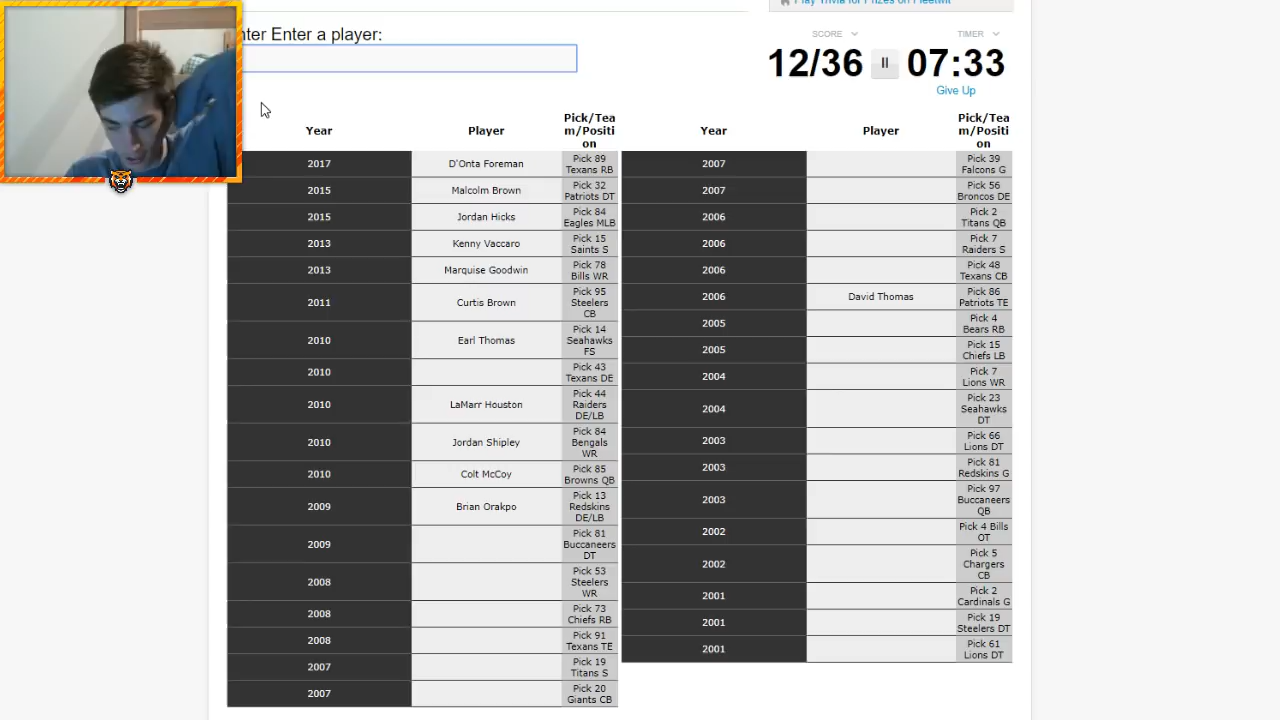 Play Trivia for Prizes on FleetWit
nter Enter a player:
SCORE
TIMER
12/36
07:33
Give Up
Year Player Pick/Tea
m/Positi
on
2017 D'Onta Foreman Pick 89
Texans RB
2015 Malcolm Brown Pick 32
Patriots DT
2015 Jordan Hicks Pick 84
Eagles MLB
2013 Kenny Vaccaro Pick 15
Saints S
2013 Marquise Goodwin Pick 78
Bills WR
2011 Curtis Brown Pick 95
Steelers
CB
2010 Earl Thomas Pick 14
Seahawks
FS
2010 Pick 43
Texans DE
2010 LaMarr Houston Pick 44
Raiders
DE/LB
2010 Jordan Shipley Pick 84
Bengals
WR
2010 Colt McCoy Pick 85
Browns QB
2009 Brian Orakpo Pick 13
Redskins
DE/LB
2009 Pick 81
Buccaneers
DT
2008 Pick 53
Steelers
WR
2008 Pick 73
Chiefs RB
2008 Pick 91
Texans TE
2007 Pick 19
Titans S
2007 Pick 20
Giants CB
Year Player Pick/Tea
m/Positi
on
2007 Pick 39
Falcons G
2007 Pick 56
Broncos DE
2006 Pick 2
Titans QB
2006 Pick 7
Raiders S
2006 Pick 48
Texans CB
2006 David Thomas Pick 86
Patriots TE
2005 Pick 4
Bears RB
2005 Pick 15
Chiefs LB
2004 Pick 7
Lions WR
2004 Pick 23
Seahawks
DT
2003 Pick 66
Lions DT
2003 Pick 81
Redskins G
2003 Pick 97
Buccaneers
QB
2002 Pick 4 Bills
OT
2002 Pick 5
Chargers
CB
2001 Pick 2
Cardinals G
2001 Pick 19
Steelers DT
2001 Pick 61
Lions DT